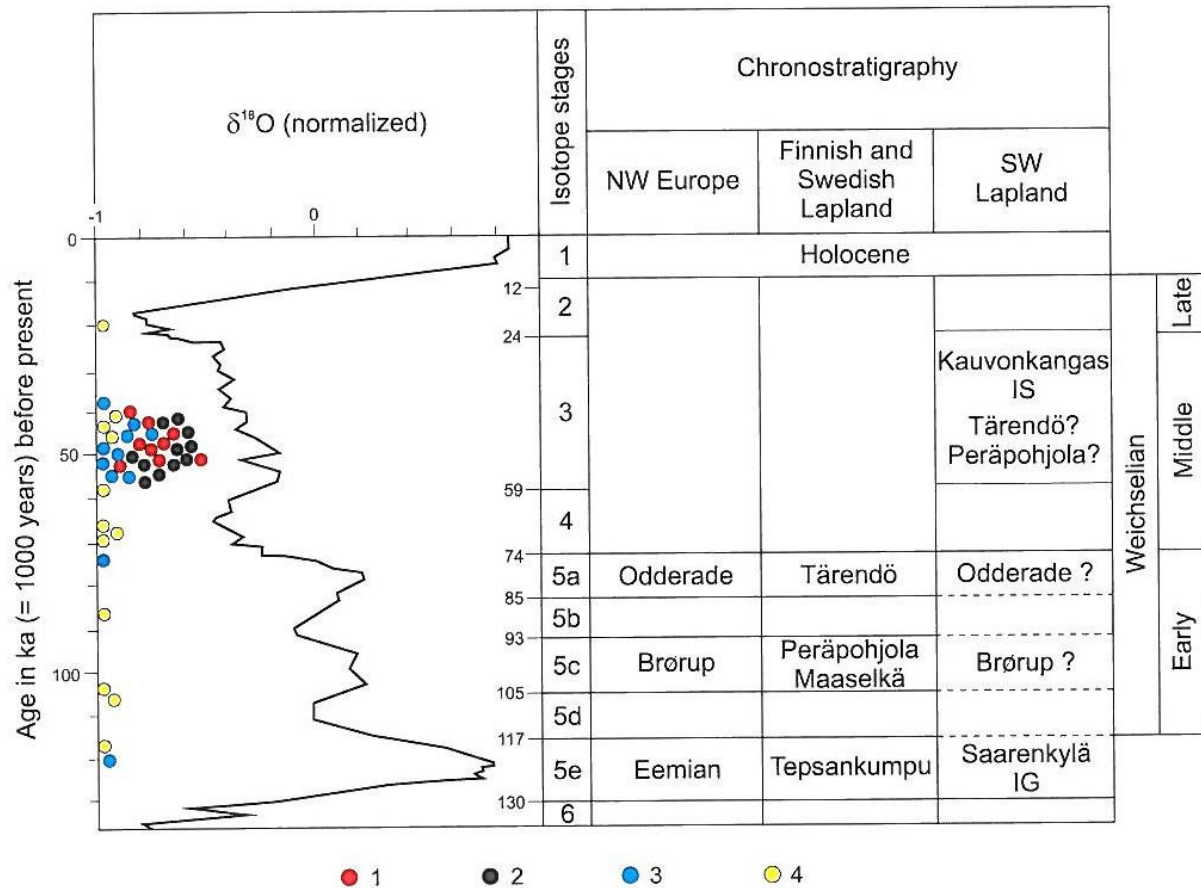 δ¹⁸O (normalized)
Isotope stages
Chronostratigraphy
NW Europe
Finnish and
Swedish
Lapland
SW
Lapland
-1
0
Age in ka (= 1000 years) before present
0
50
100
12
24
59
74
85
93
105
117
130
1
2
3
4
5a
5b
5c
5d
5e
6
Holocene
Kauvonkangas
IS
Tärendö?
Peräpohjola?
Odderade
Tärendö
Odderade ?
Brørup
Peräpohjola
Maaselkä
Brørup ?
Eemian
Tepsankumpu
Saarenkylä
IG
Weichselian
Late
Middle
Early
1
2
3
4